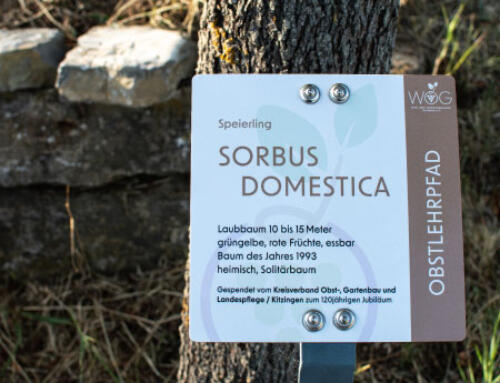 WOG
Speierling
SORBUS
DOMESTICA
Laubbaum 10 bis 15 Meter
grüngelbe, rote Früchte, essbar
Baum des Jahres 1993
heimisch, Solitärbaum
Gespendet vom Kreisverband Obst-, Gartenbau und
Landespflege / Kitzingen zum 120jährigen Jubiläum
OBSTLEHRPFAD